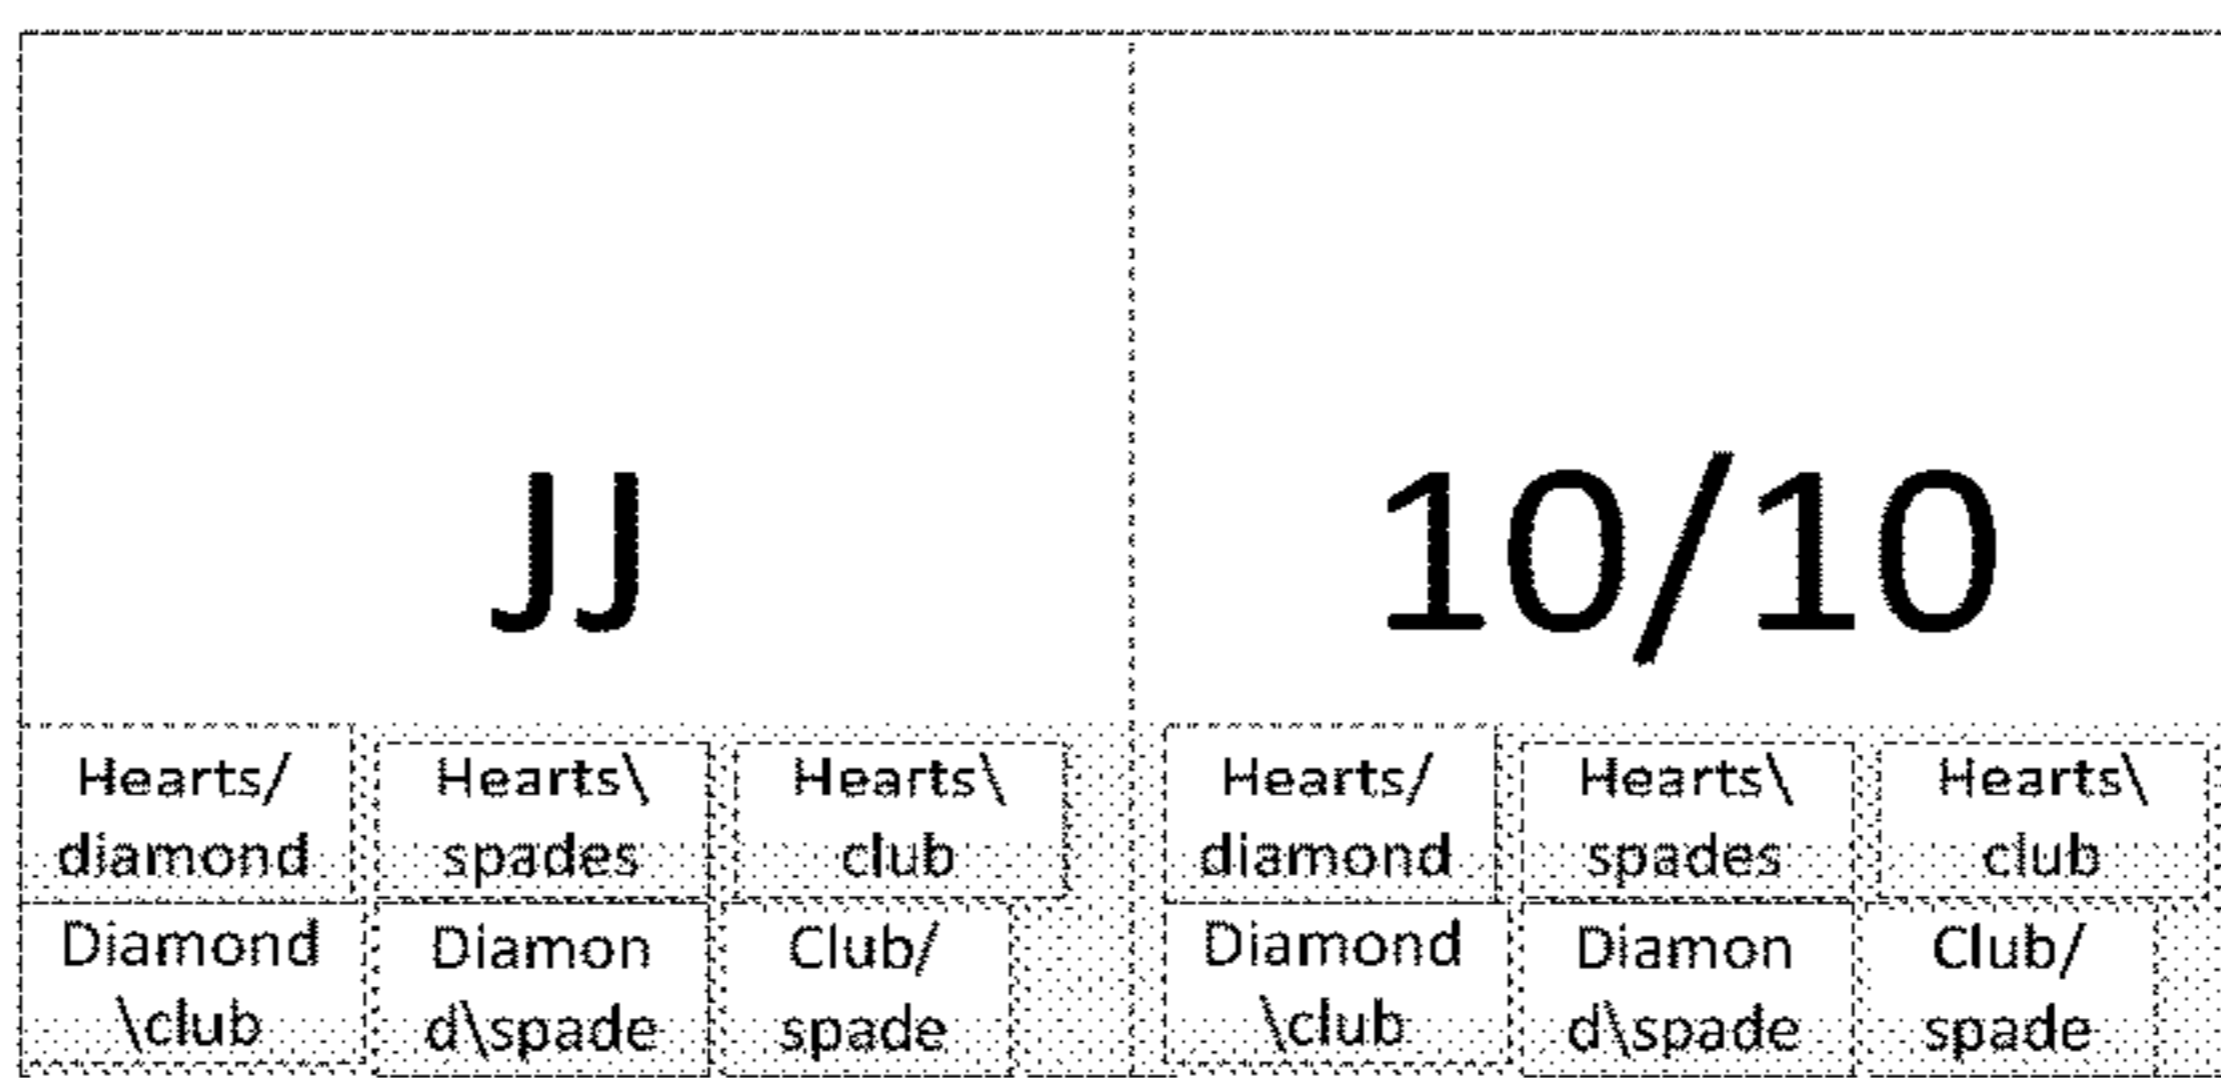 JJ
10/10
Hearts/
diamond
Hearts\
spades
Hearts\
club
Hearts/
diamond
Hearts\
spades
Hearts\
club
Diamond
\club
Diamon
d\spade
Club/
spade
Diamond
\club
Diamon
d\spade
Club/
spade